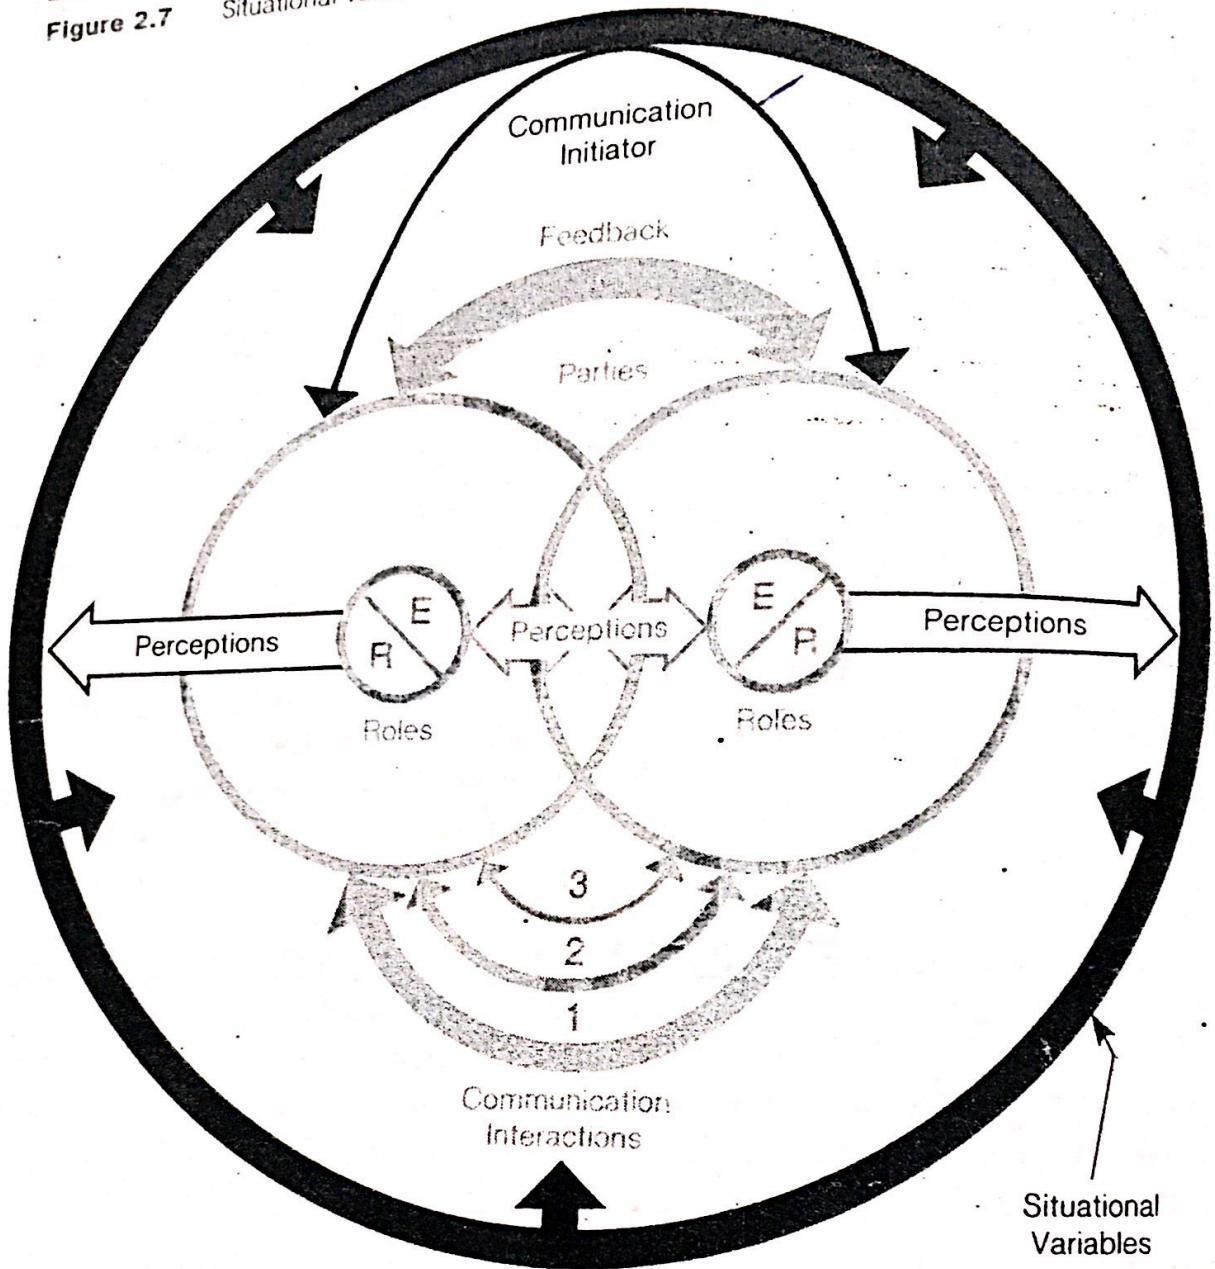 Figure 2.7 Situational
Communication
Initiator
Feedback
Parties
E
R
E
R
Perceptions
Perceptions
Perceptions
Roles
Roles
3
2
1
Communication
Interactions
Situational
Variables